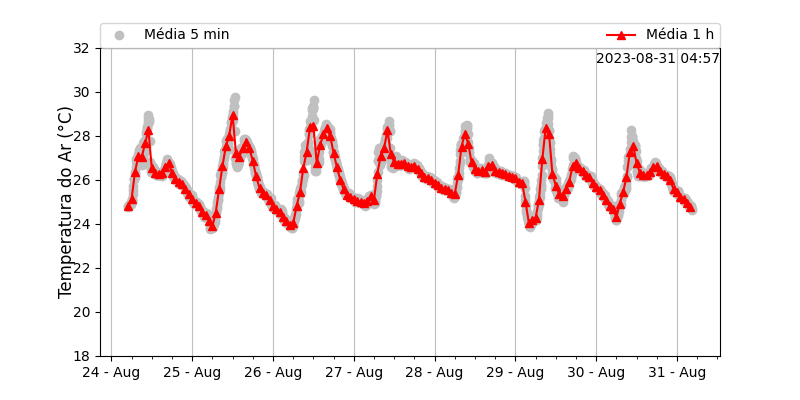 Média 5 min
Média 1 h
2023-08-31 04:57
Temperatura do Ar (°C)
32
30
28
26
24
22
20
18
24 - Aug
25 - Aug
26 - Aug
27 - Aug
28 - Aug
29 - Aug
30 - Aug
31 - Aug